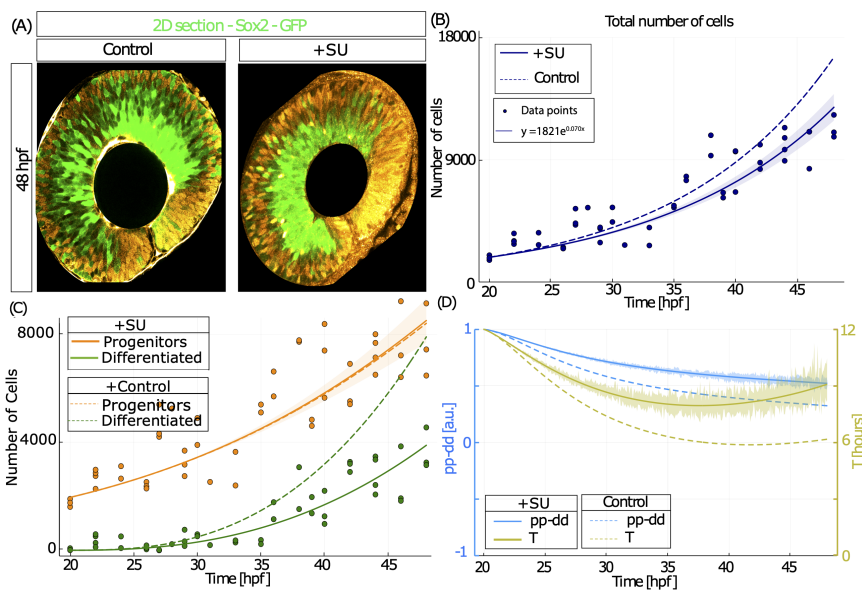 (A)
2D section - Sox2 - GFP
Control
+SU
48 hpf
(B)
Total number of cells
18000
9000
0
Number of cells
+SU
Control
Data points
y =1821e^0.070x
20
25
30
35
40
45
Time [hpf]
(C)
+SU
Progenitors
Differentiated
+Control
Progenitors
Differentiated
8000
4000
0
Number of Cells
20
25
30
35
40
45
Time [hpf]
(D)
1
0
-1
pp-dd [a.u.]
12
6
0
T [hours]
+SU
pp-dd
T
Control
pp-dd
T
20
25
30
35
40
45
Time [hpf]